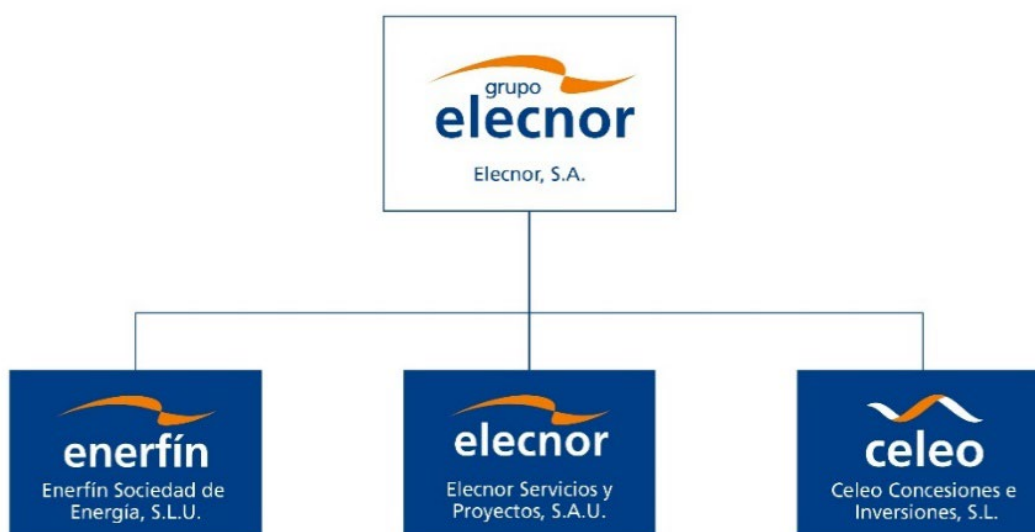 grupo
elecnor
Elecnor, S.A.
enerfín
Enerfín Sociedad de
Energía, S.L.U.
elecnor
Elecnor Servicios y
Proyectos, S.A.U.
celeo
Celeo Concesiones e
Inversiones, S.L.